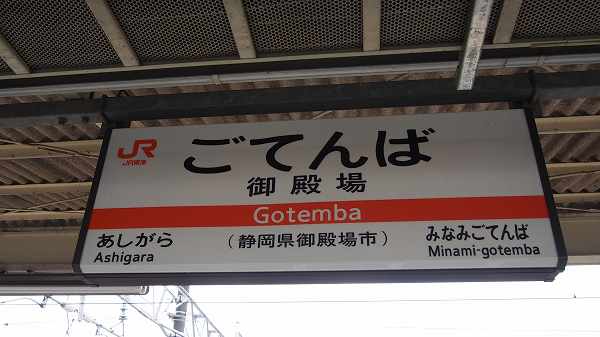 JR
JR東海
ごてんば
御殿場
Gotemba
あしがら
Ashigara
(静岡県御殿場市)
みなみごてんば
Minami-gotemba